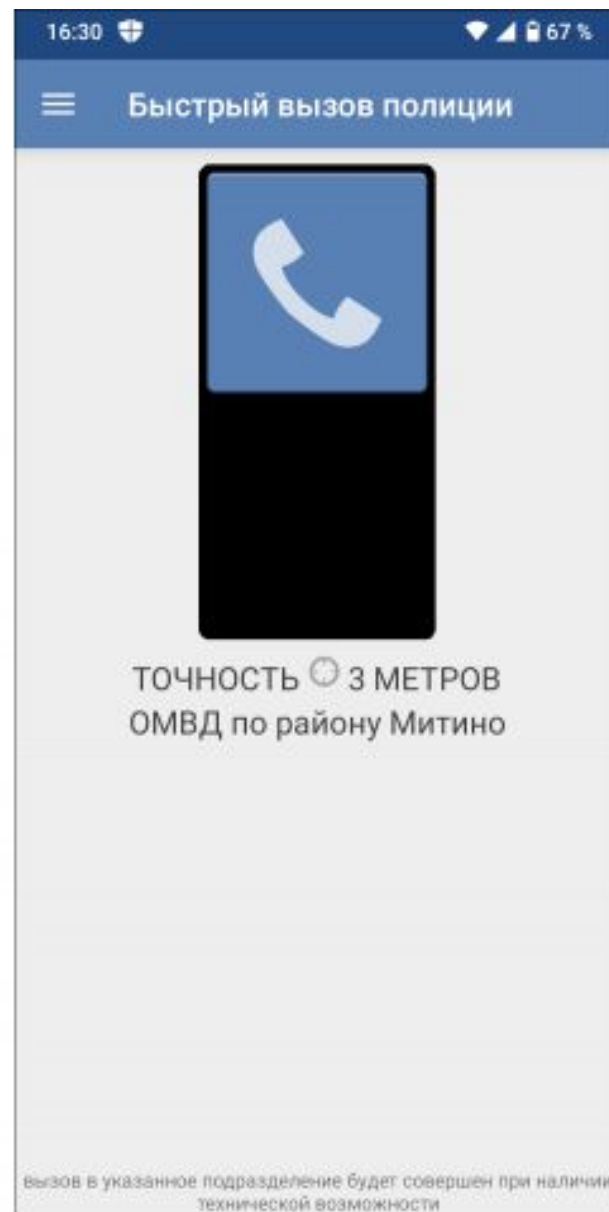 16:30 67 %
Быстрый вызов полиции
ТОЧНОСТЬ 3 МЕТРОВ
ОМВД по району Митино
вызов в указанное подразделение будет совершен при наличии
технической возможности